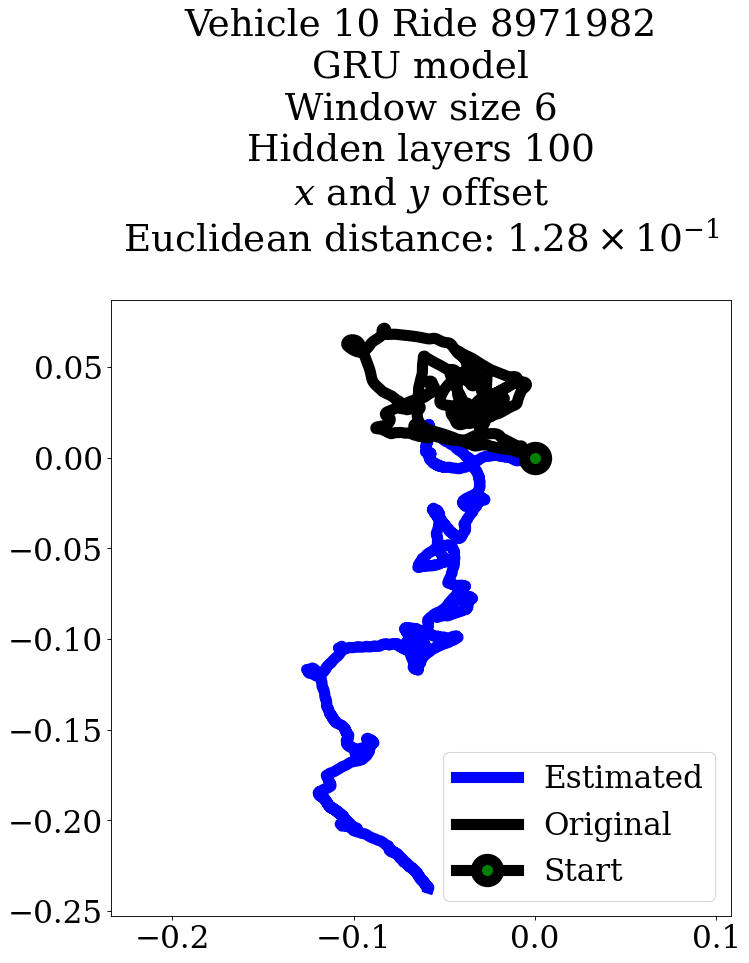 Vehicle 10 Ride 8971982
GRU model
Window size 6
Hidden layers 100
x and y offset
Euclidean distance: 1.28 × 10⁻¹
0.05
0.00
−0.05
−0.10
−0.15
−0.20
−0.25
Estimated
Original
Start
−0.2
−0.1
0.0
0.1